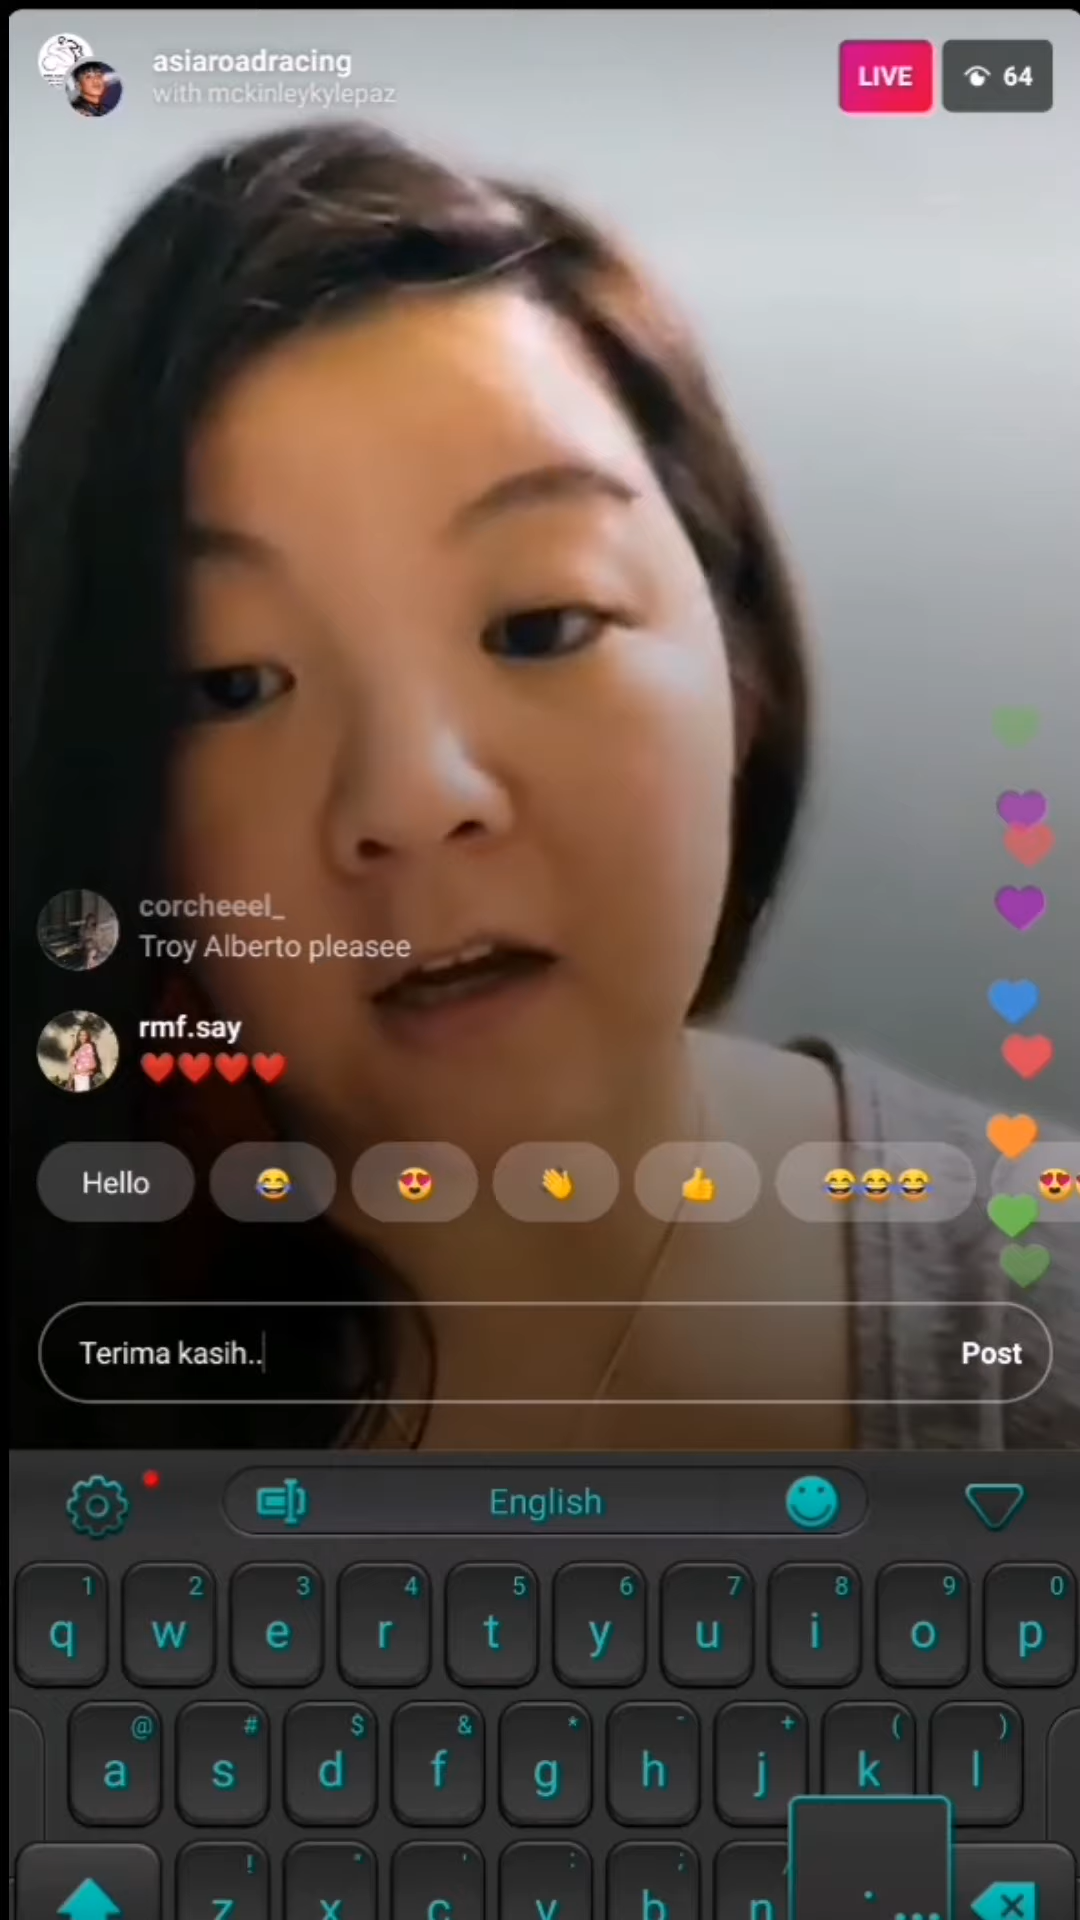 asiaroadracing
with mckinleykylepaz
LIVE
64
corcheeel_
Troy Alberto pleasee
rmf.say
Hello
Terima kasih..
Post
English
1 2 3 4 5 6 7 8 9 0
q w e r t y u i o p
@ # $ & * - + ( )
a s d f g h j k l
z x c v b n